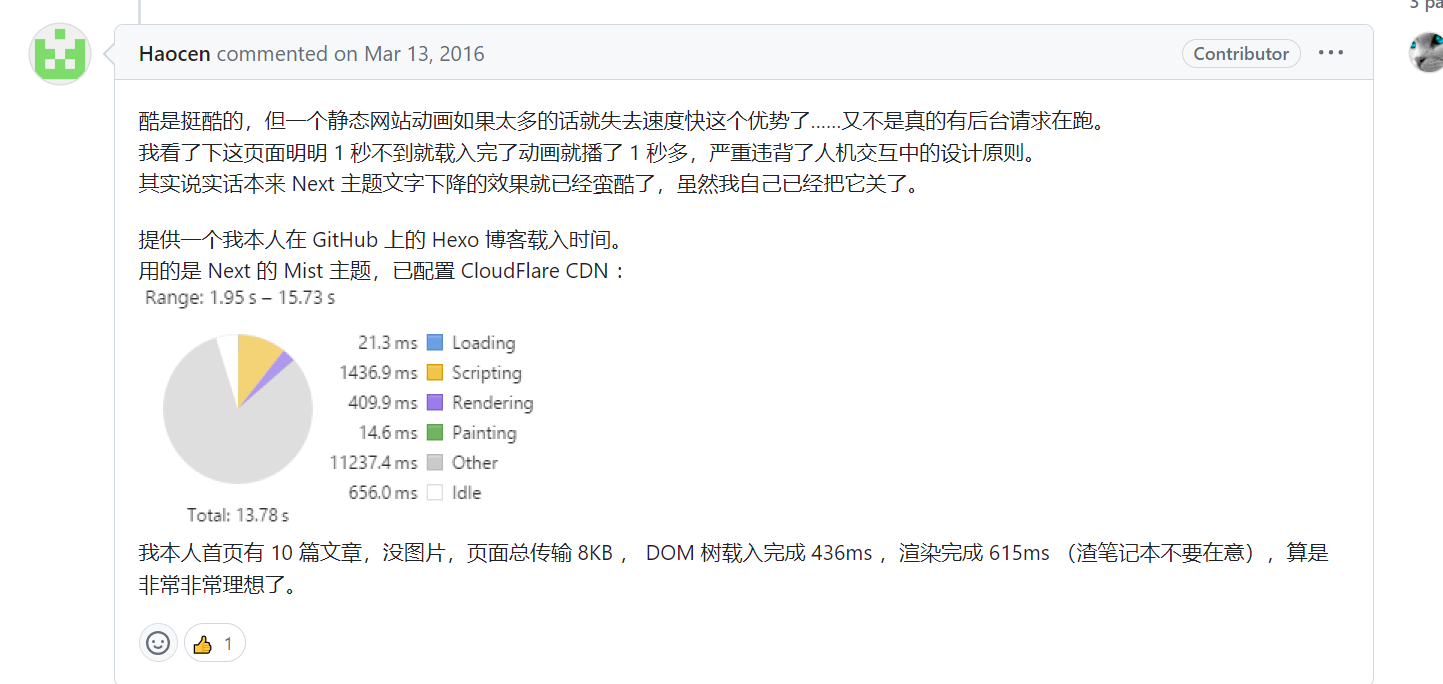 5 pa
Haocen commented on Mar 13, 2016
Contributor
酷是挺酷的，但一个静态网站动画如果太多的话就失去速度快这个优势了……又不是真的有后台请求在跑。
我看了下这页面明明 1 秒不到就载入完了动画就播了 1 秒多，严重违背了人机交互中的设计原则。
其实说实话本来 Next 主题文字下降的效果就已经蛮酷了，虽然我自己已经把它关了。
提供一个我本人在 GitHub 上的 Hexo 博客载入时间。
用的是 Next 的 Mist 主题，已配置 CloudFlare CDN：
Range: 1.95 s – 15.73 s
21.3 ms Loading
1436.9 ms Scripting
409.9 ms Rendering
14.6 ms Painting
11237.4 ms Other
656.0 ms Idle
Total: 13.78 s
我本人首页有 10 篇文章，没图片，页面总传输 8KB ， DOM 树载入完成 436ms ，渲染完成 615ms （渣笔记本不要在意），算是
非常非常理想了。
1